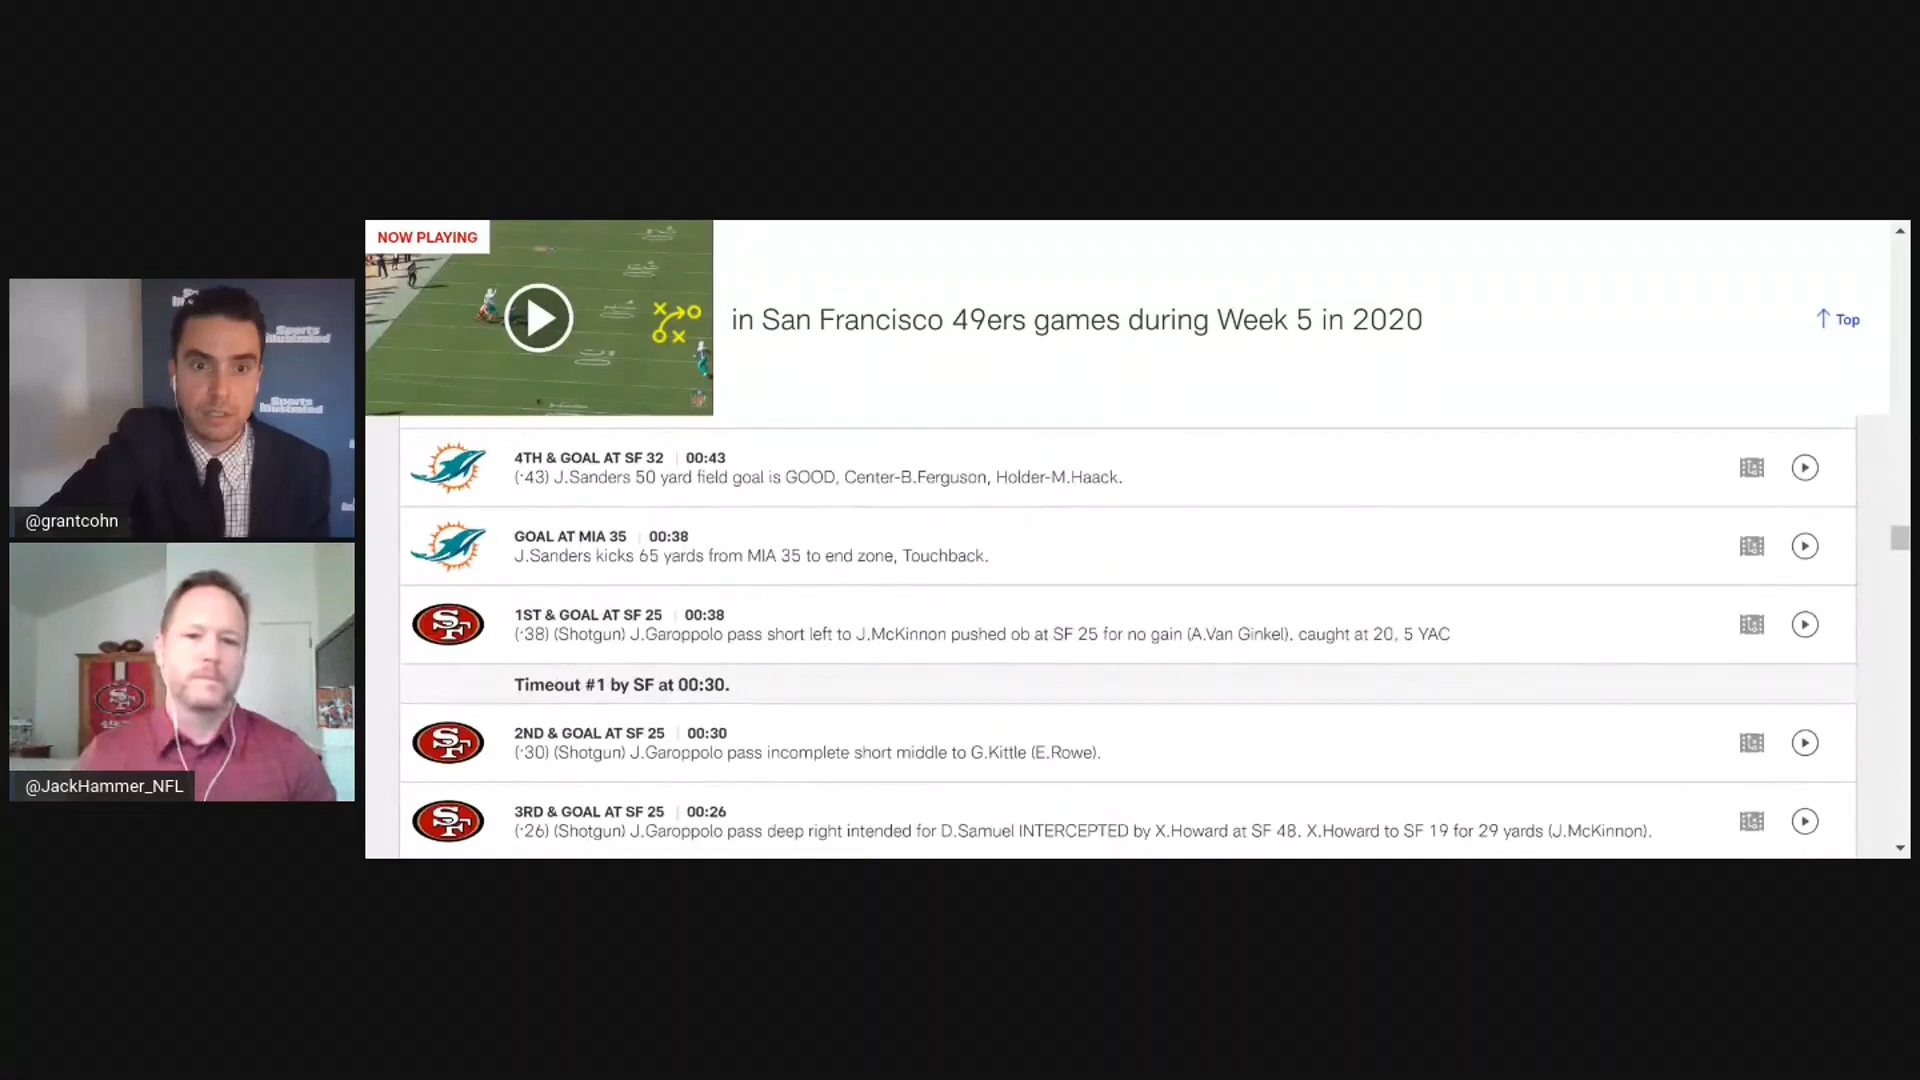 NOW PLAYING
in San Francisco 49ers games during Week 5 in 2020
Top
Sports
Illustrated
Sports
Illustrated
@grantcohn
@JackHammer_NFL
4TH & GOAL AT SF 32 | 00:43
(:43) J.Sanders 50 yard field goal is GOOD, Center-B.Ferguson, Holder-M.Haack.
GOAL AT MIA 35 | 00:38
J.Sanders kicks 65 yards from MIA 35 to end zone, Touchback.
SF
1ST & GOAL AT SF 25 | 00:38
(:38) (Shotgun) J.Garoppolo pass short left to J.McKinnon pushed ob at SF 25 for no gain (A.Van Ginkel). caught at 20, 5 YAC
Timeout #1 by SF at 00:30.
SF
2ND & GOAL AT SF 25 | 00:30
(:30) (Shotgun) J.Garoppolo pass incomplete short middle to G.Kittle (E.Rowe).
SF
3RD & GOAL AT SF 25 | 00:26
(:26) (Shotgun) J.Garoppolo pass deep right intended for D.Samuel INTERCEPTED by X.Howard at SF 48. X.Howard to SF 19 for 29 yards (J.McKinnon).